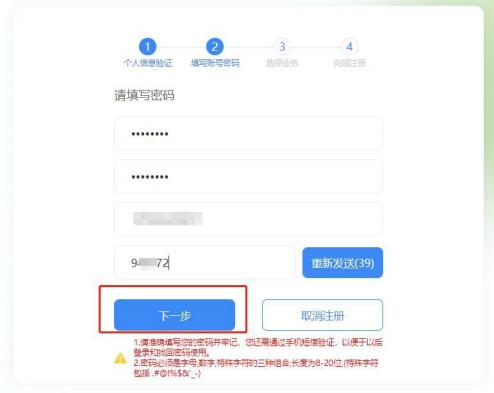 1 2 3 4
个人信息验证 填写账号密码 选择业务 完成注册
请填写密码
••••••••
••••••••
94 72 重新发送(39)
下一步 取消注册
1.请准确填写您的密码并牢记，您还需通过手机短信验证，以便于以后
登录和找回密码使用。
2.密码必须是字母,数字,特殊字符的三种组合,长度为8-20位,(特殊字符
包括 .#@!%$&'_-)